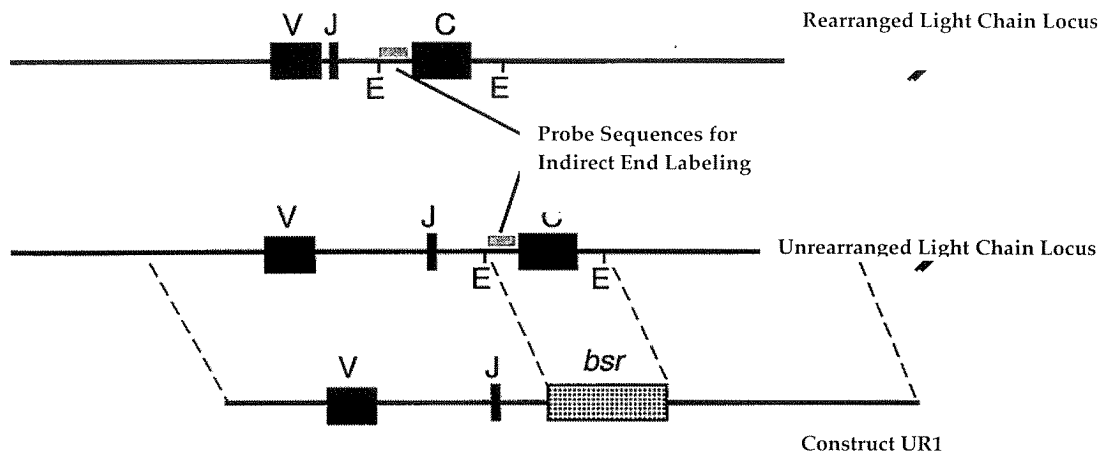 V J C
Rearranged Light Chain Locus
E E
Probe Sequences for
Indirect End Labeling
V J C
Unrearranged Light Chain Locus
E E
V J bsr
Construct UR1